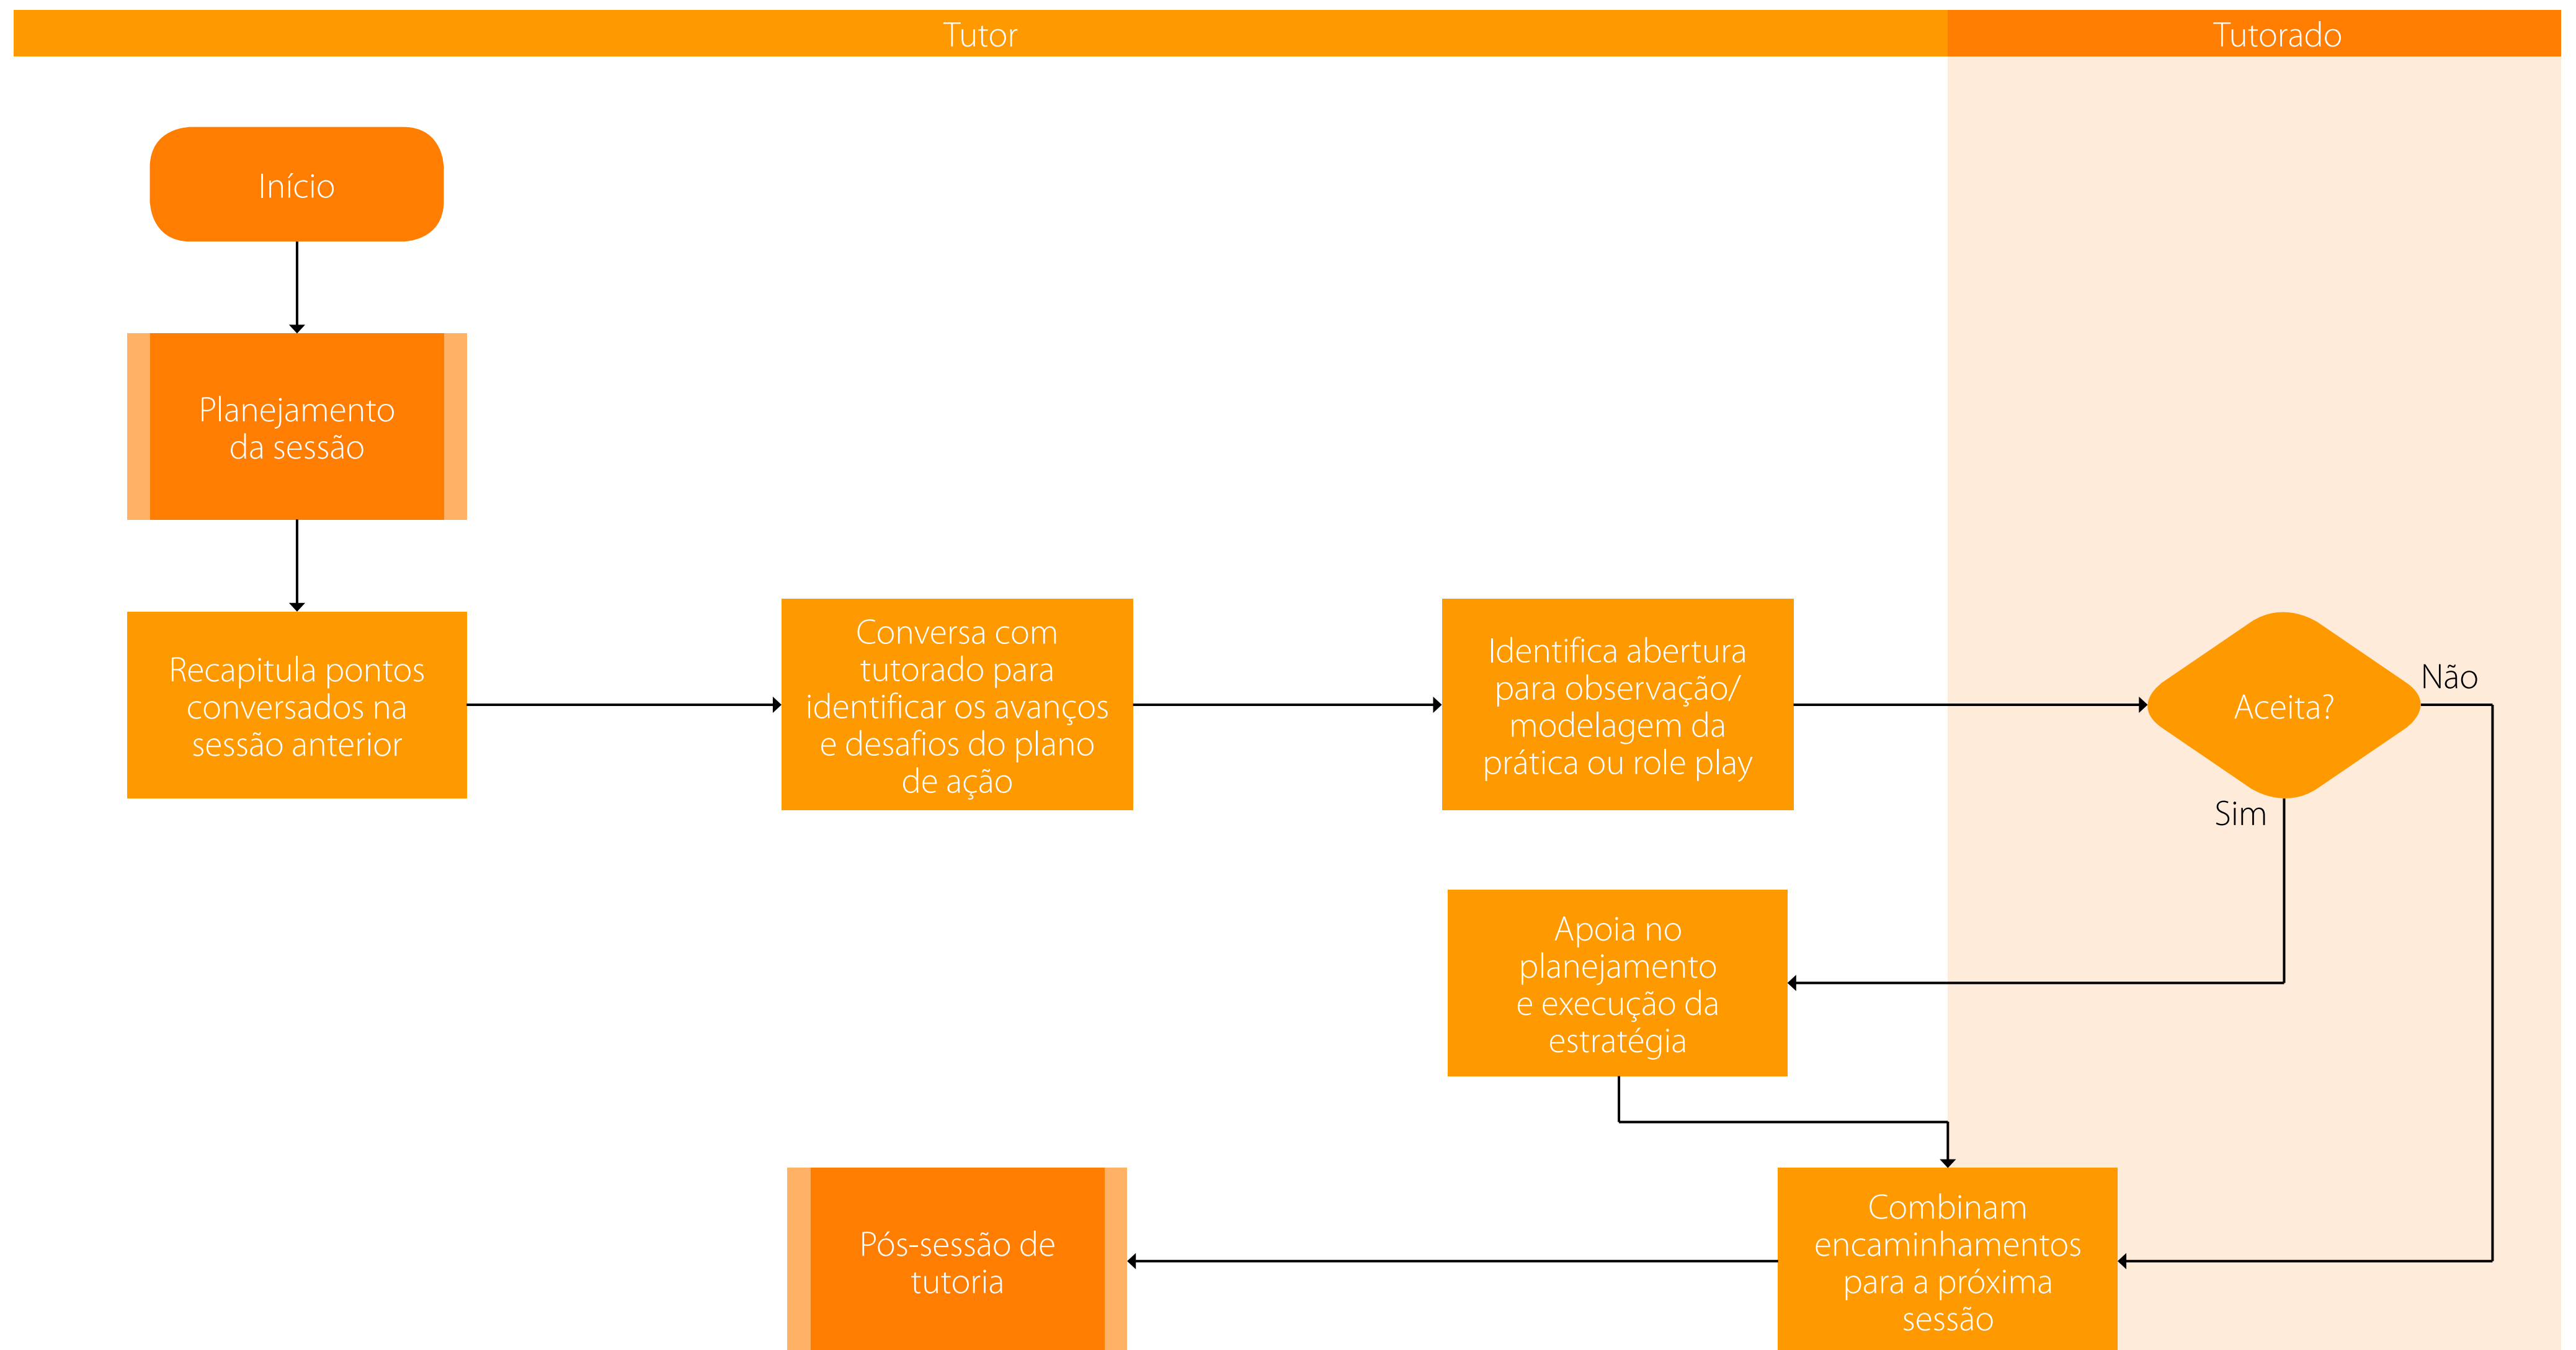 Tutor
Tutorado
Início
Planejamento
da sessão
Recapitula pontos
conversados na
sessão anterior
Conversa com
tutorado para
identificar os avanços
e desafios do plano
de ação
Identifica abertura
para observação/
modelagem da
prática ou role play
Aceita?
Não
Sim
Apoia no
planejamento
e execução da
estratégia
Combinam
encaminhamentos
para a próxima
sessão
Pós-sessão de
tutoria